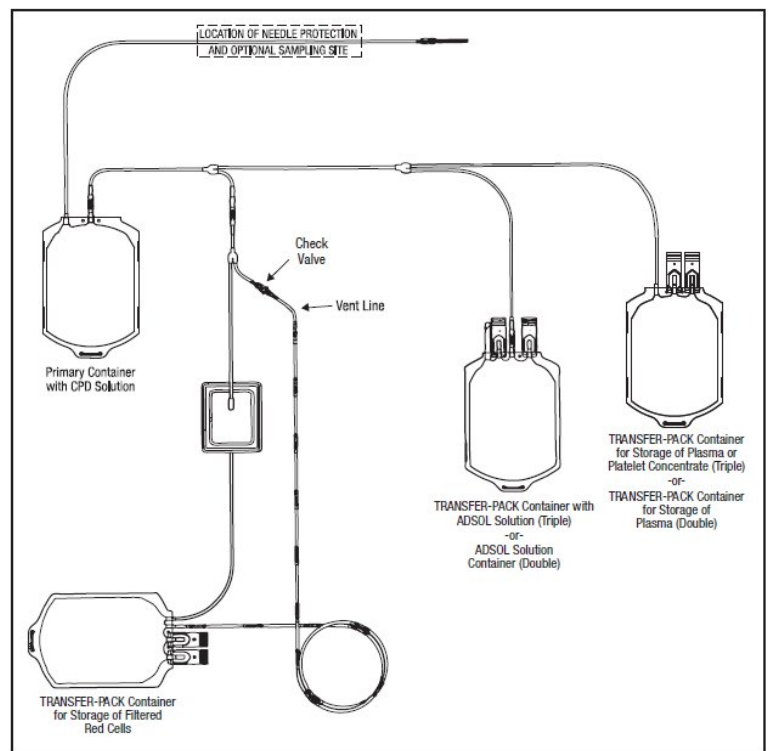 LOCATION OF NEEDLE PROTECTION
AND OPTIONAL SAMPLING SITE
Check
Valve
Vent Line
Primary Container
with CPD Solution
TRANSFER-PACK Container
for Storage of Plasma or
Platelet Concentrate (Triple)
-or-
TRANSFER-PACK Container
for Storage of
Plasma (Double)
TRANSFER-PACK Container with
ADSOL Solution (Triple)
-or-
ADSOL Solution
Container (Double)
TRANSFER-PACK Container
for Storage of Filtered
Red Cells